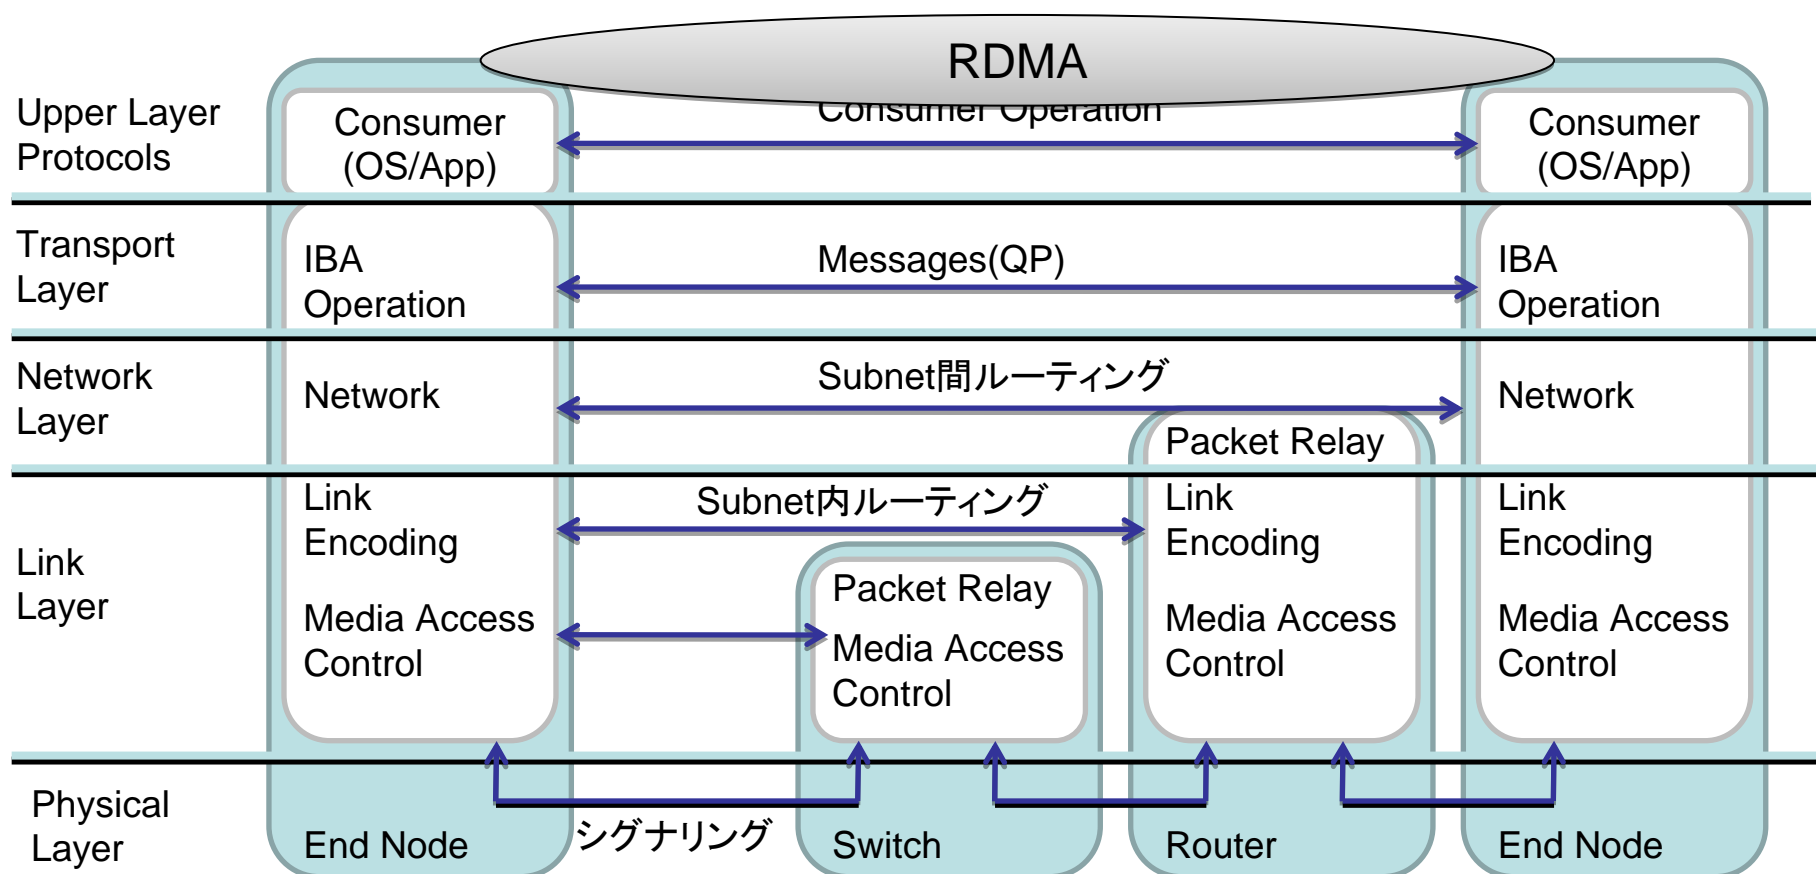 RDMA
Upper Layer
Protocols
Consumer
(OS/App)
Consumer Operation
Consumer
(OS/App)
Transport
Layer
IBA
Operation
Messages(QP)
IBA
Operation
Network
Layer
Network
Subnet間ルーティング
Network
Packet Relay
Link
Layer
Link
Encoding
Subnet内ルーティング
Link
Encoding
Link
Encoding
Media Access
Control
Packet Relay
Media Access
Control
Media Access
Control
Media Access
Control
Physical
Layer
End Node
シグナリング
Switch
Router
End Node